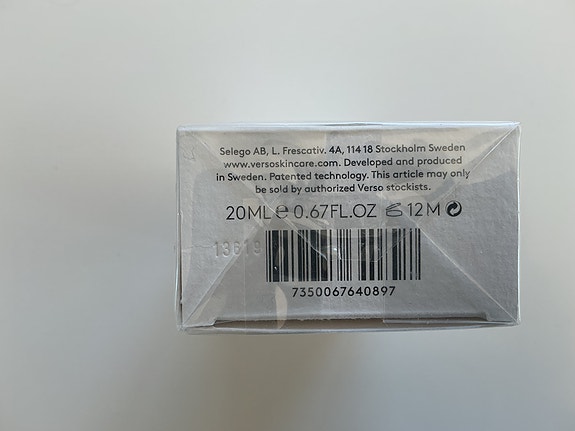 Selego AB, L. Frescativ. 4A, 114 18 Stockholm Sweden
www.versoskincare.com. Developed and produced
in Sweden. Patented technology. This article may only
be sold by authorized Verso stockists.
20ML ℮ 0.67FL.OZ 12M
13619
7350067640897